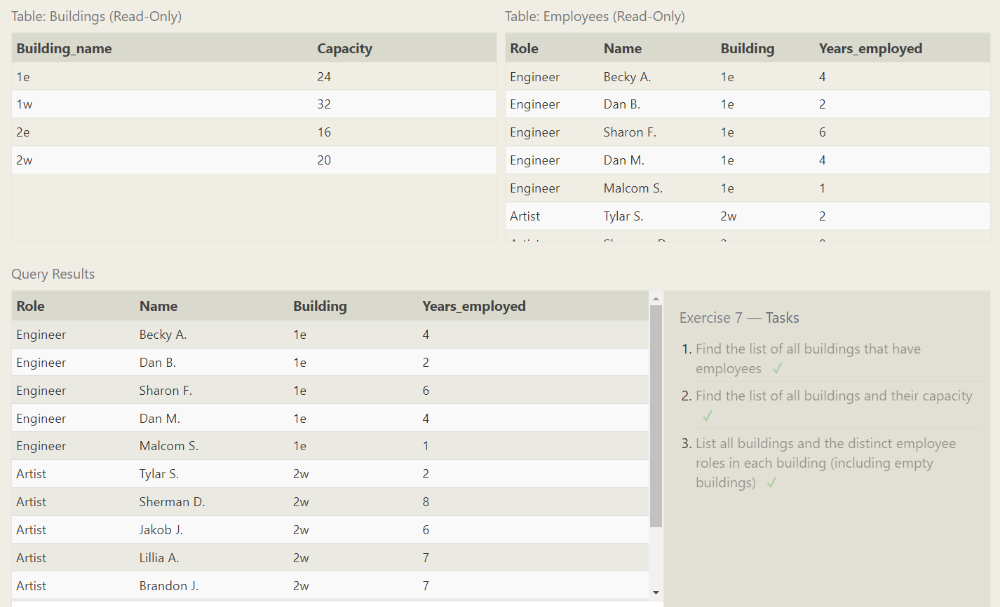 Table: Buildings (Read-Only)
Building_name Capacity
1e 24
1w 32
2e 16
2w 20
Table: Employees (Read-Only)
Role Name Building Years_employed
Engineer Becky A. 1e 4
Engineer Dan B. 1e 2
Engineer Sharon F. 1e 6
Engineer Dan M. 1e 4
Engineer Malcom S. 1e 1
Artist Tylar S. 2w 2
Query Results
Role Name Building Years_employed
Engineer Becky A. 1e 4
Engineer Dan B. 1e 2
Engineer Sharon F. 1e 6
Engineer Dan M. 1e 4
Engineer Malcom S. 1e 1
Artist Tylar S. 2w 2
Artist Sherman D. 2w 8
Artist Jakob J. 2w 6
Artist Lillia A. 2w 7
Artist Brandon J. 2w 7
Exercise 7 — Tasks
1. Find the list of all buildings that have
employees ✓
2. Find the list of all buildings and their capacity
✓
3. List all buildings and the distinct employee
roles in each building (including empty
buildings) ✓